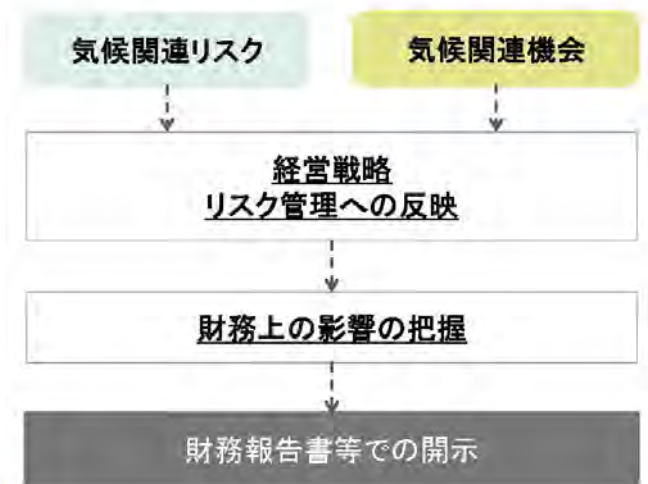 気候関連リスク
気候関連機会
経営戦略
リスク管理への反映
財務上の影響の把握
財務報告書等での開示